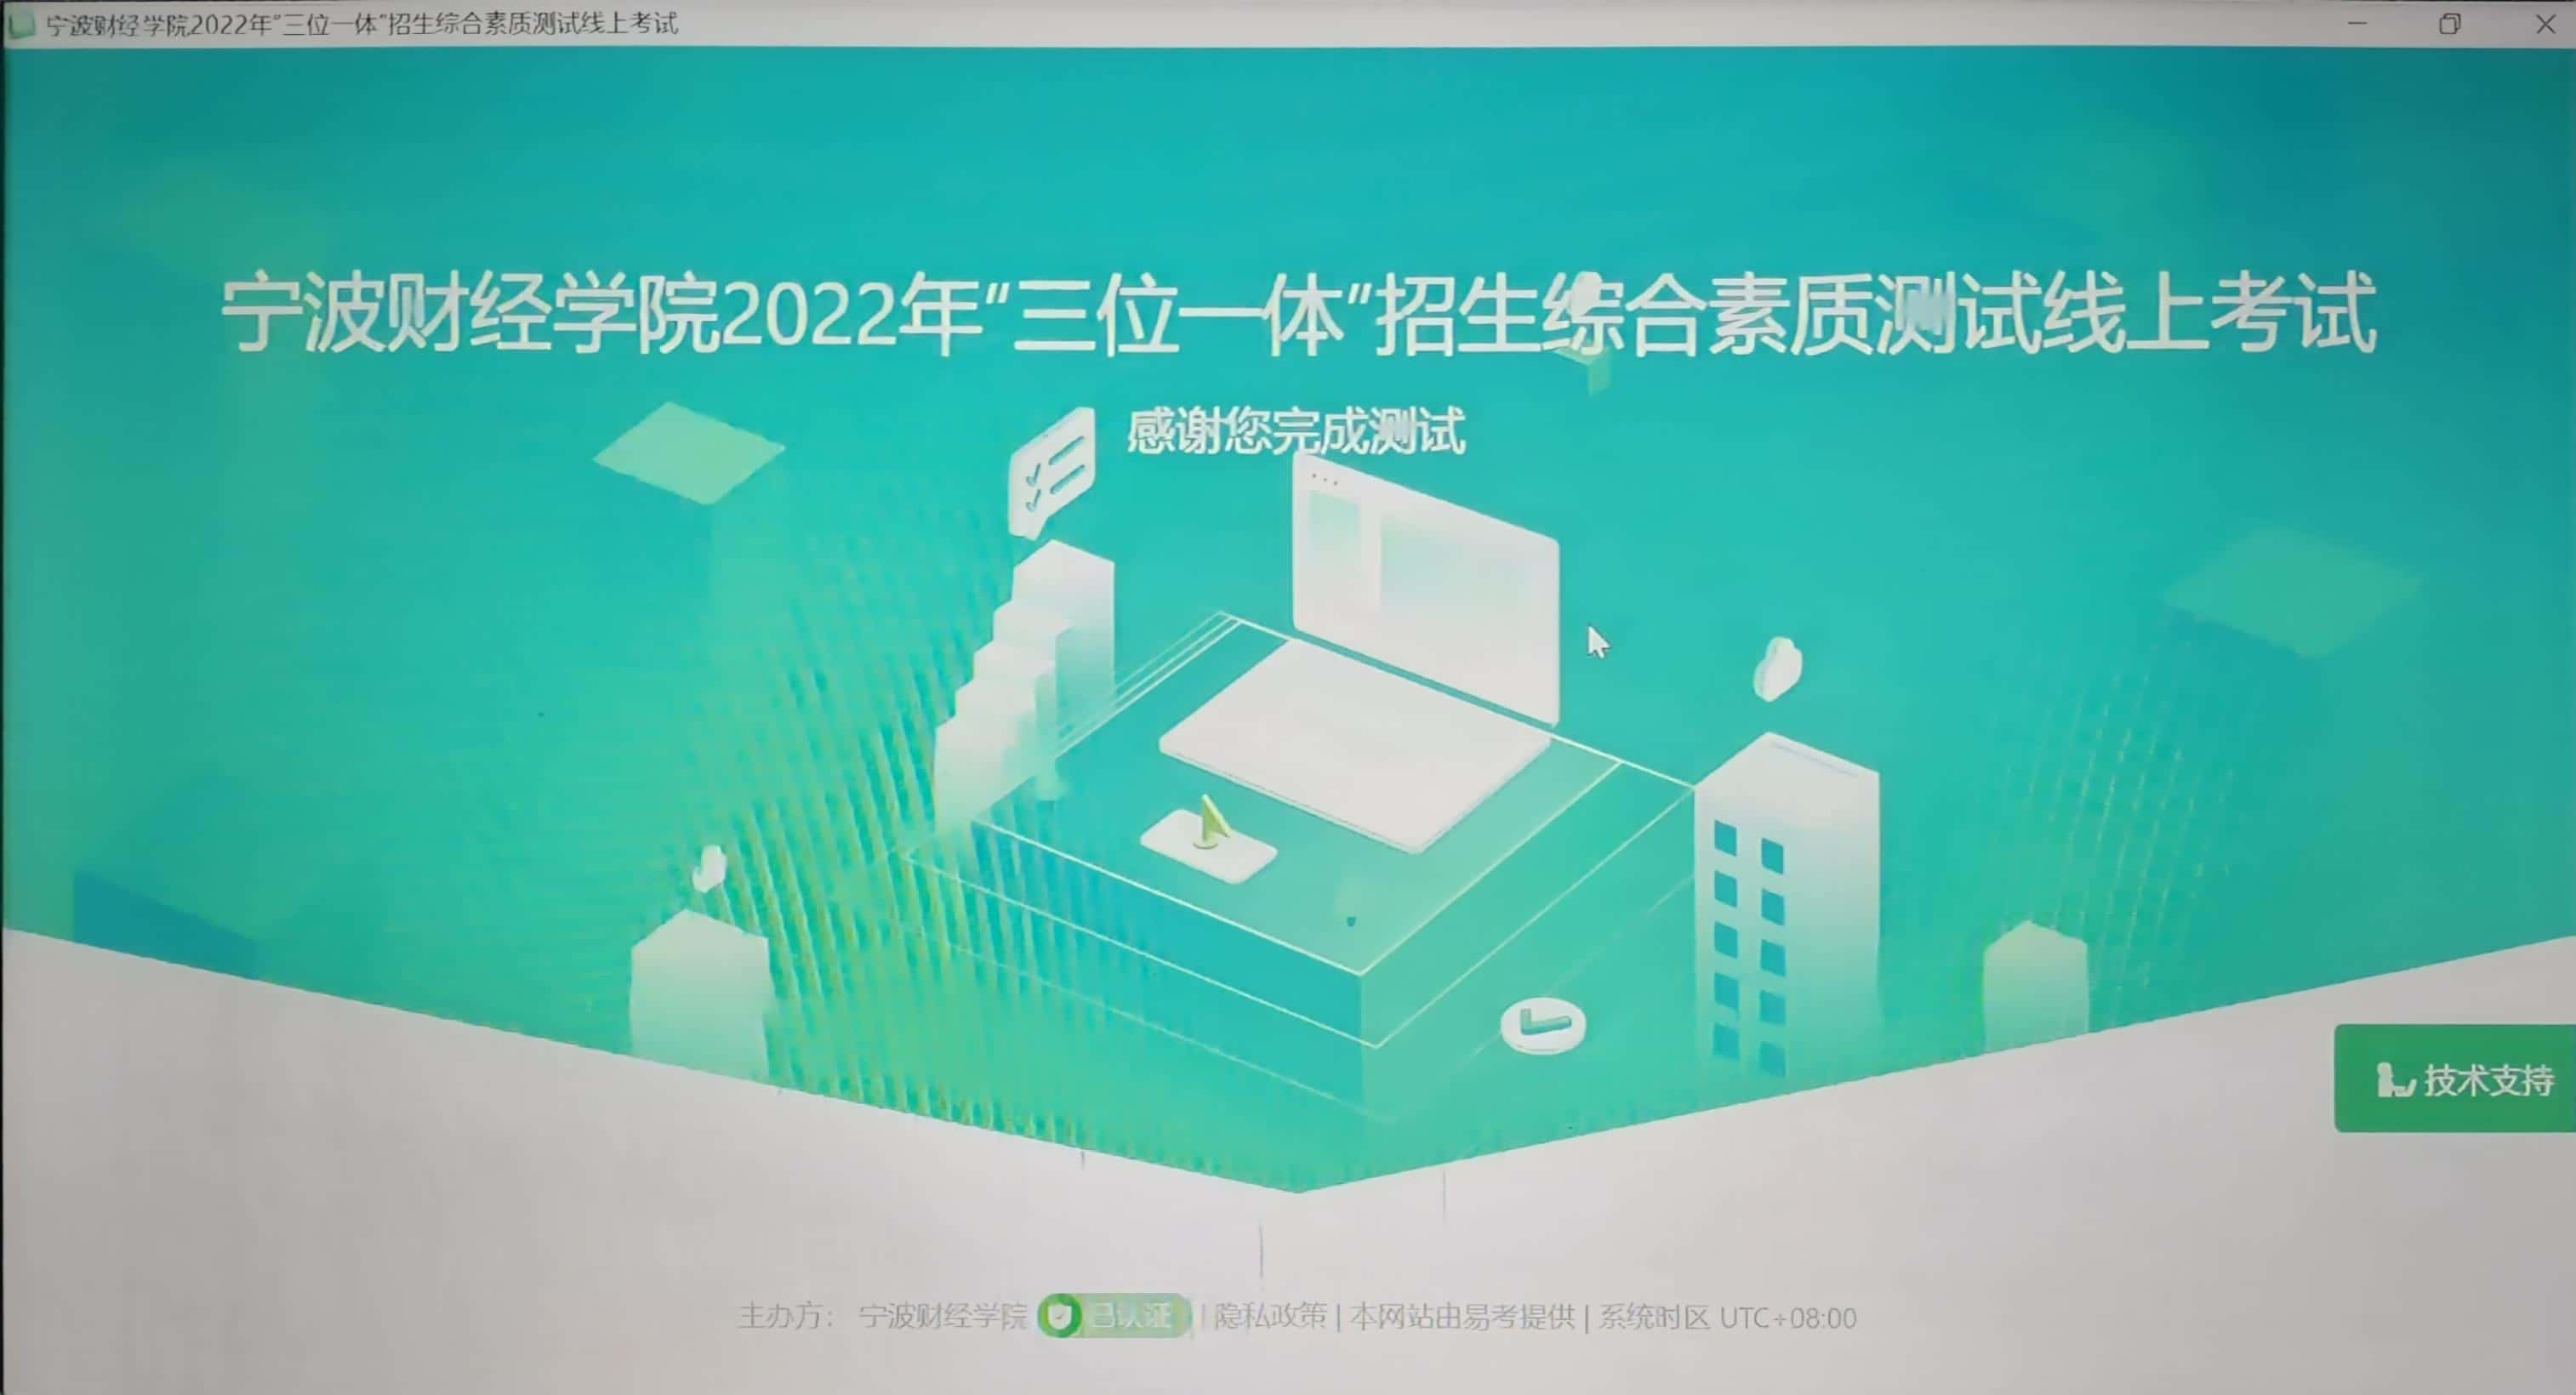 宁波财经学院2022年"三位一体"招生综合素质测试线上考试
宁波财经学院2022年"三位一体"招生综合素质测试线上考试
感谢您完成测试
技术支持
主办方： 宁波财经学院 已认证 | 隐私政策 | 本网站由易考提供 | 系统时区 UTC+08:00